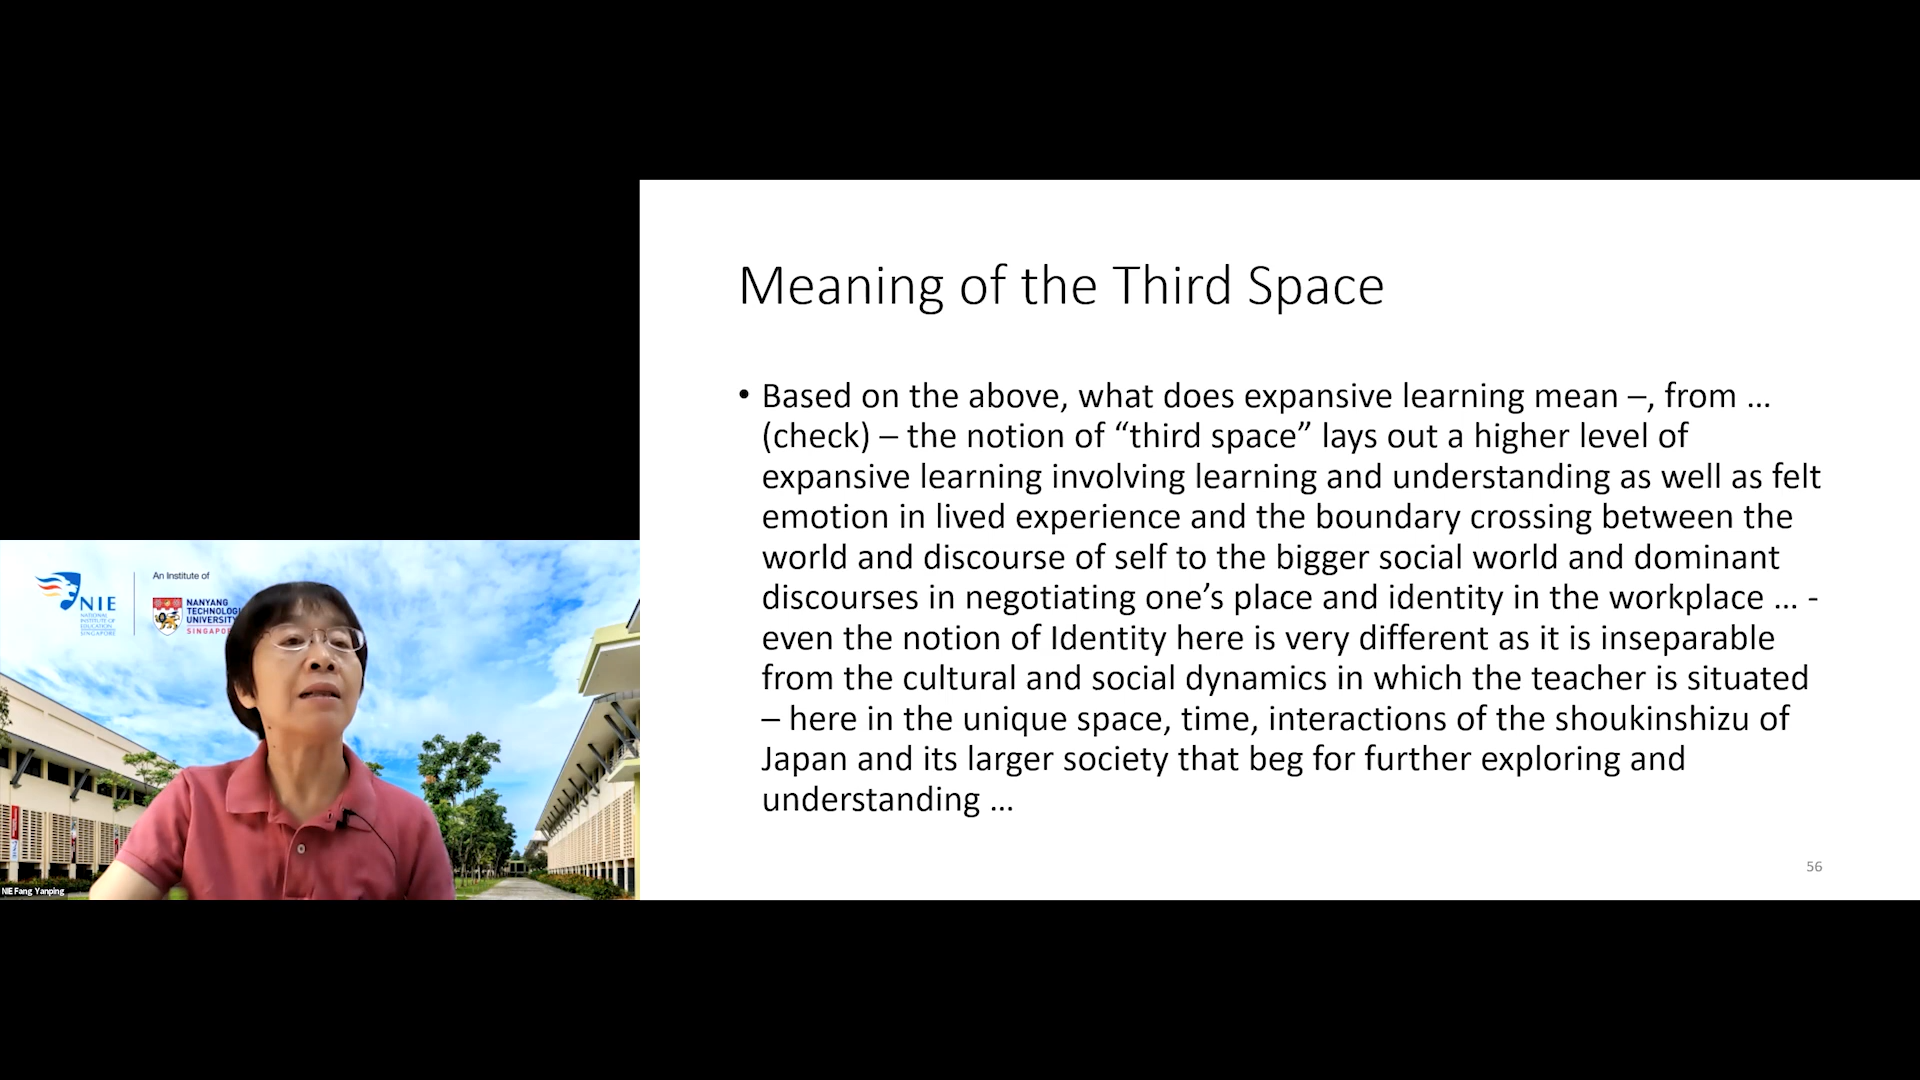 Meaning of the Third Space
• Based on the above, what does expansive learning mean –, from …
(check) – the notion of “third space” lays out a higher level of
expansive learning involving learning and understanding as well as felt
emotion in lived experience and the boundary crossing between the
world and discourse of self to the bigger social world and dominant
discourses in negotiating one’s place and identity in the workplace … -
even the notion of Identity here is very different as it is inseparable
from the cultural and social dynamics in which the teacher is situated
– here in the unique space, time, interactions of the shoukinshizu of
Japan and its larger society that beg for further exploring and
understanding …
56
NIE
NATIONAL
INSTITUTE OF
EDUCATION
SINGAPORE
An Institute of
NANYANG
TECHNOLOGI
UNIVERSITY
SINGAPOR
NIE Fang Yanping